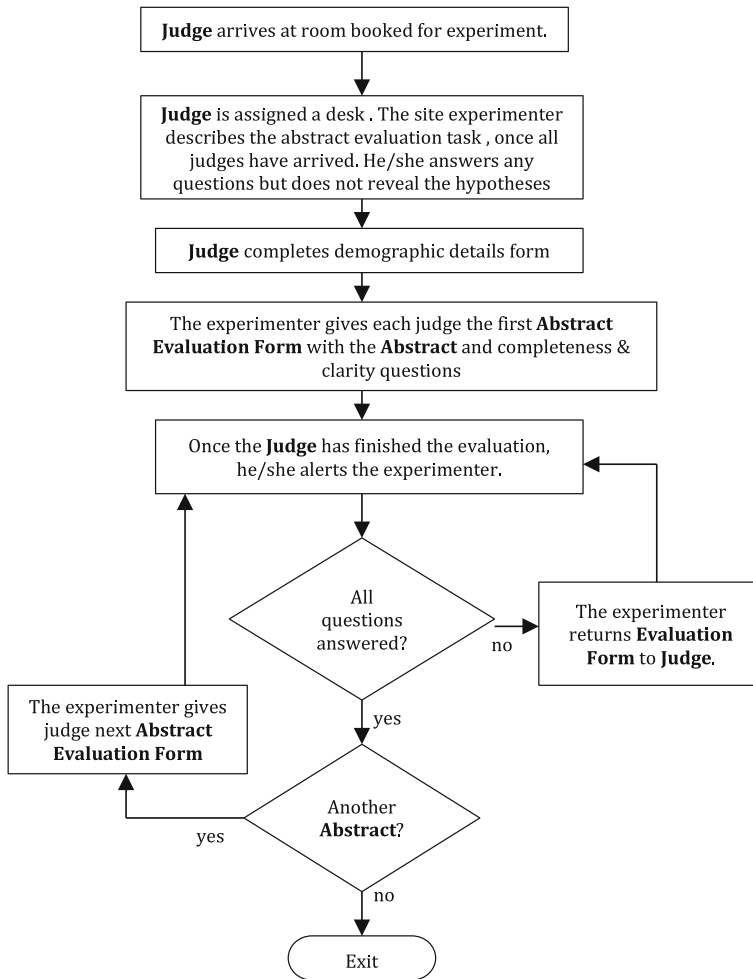 Judge arrives at room booked for experiment.
Judge is assigned a desk . The site experimenter
describes the abstract evaluation task , once all
judges have arrived. He/she answers any
questions but does not reveal the hypotheses
Judge completes demographic details form
The experimenter gives each judge the first Abstract
Evaluation Form with the Abstract and completeness &
clarity questions
Once the Judge has finished the evaluation,
he/she alerts the experimenter.
All
questions
answered?
no
The experimenter
returns Evaluation
Form to Judge.
yes
The experimenter gives
judge next Abstract
Evaluation Form
Another
Abstract?
yes
no
Exit